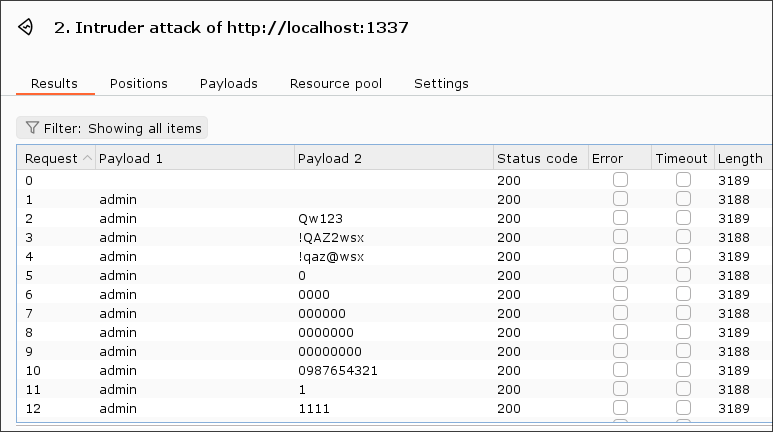 2. Intruder attack of http://localhost:1337
Results Positions Payloads Resource pool Settings
Filter: Showing all items
Request Payload 1 Payload 2 Status code Error Timeout Length
0 200 3189
1 admin 200 3188
2 admin Qw123 200 3189
3 admin !QAZ2wsx 200 3188
4 admin !qaz@wsx 200 3189
5 admin 0 200 3188
6 admin 0000 200 3189
7 admin 000000 200 3188
8 admin 0000000 200 3189
9 admin 00000000 200 3188
10 admin 0987654321 200 3189
11 admin 1 200 3188
12 admin 1111 200 3189